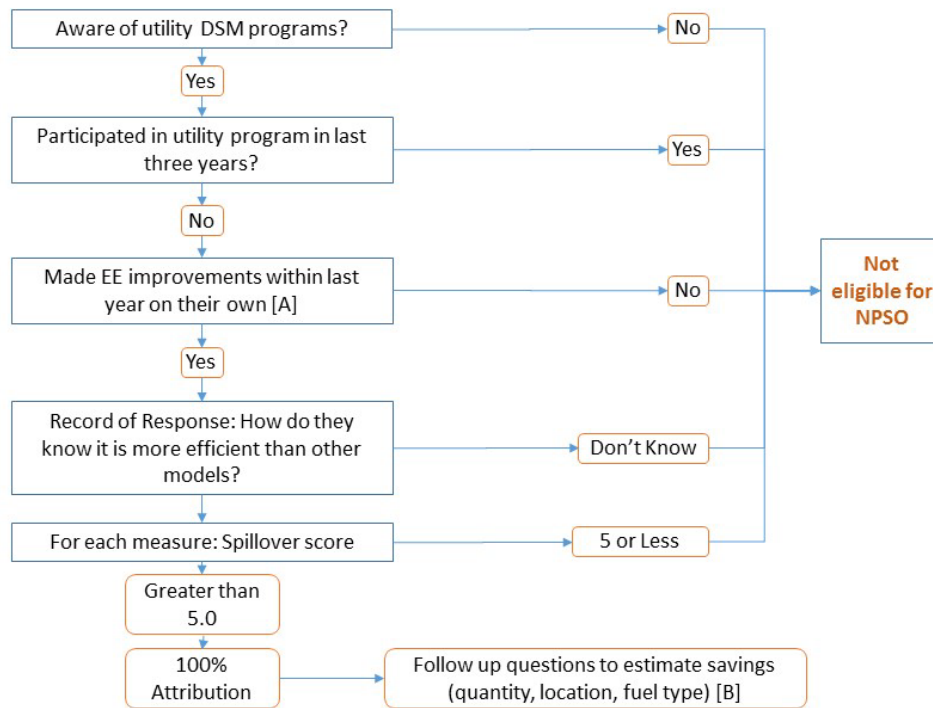 Aware of utility DSM programs?
No
Yes
Participated in utility program in last
three years?
Yes
No
Made EE improvements within last
year on their own [A]
No
Not
eligible for
NPSO
Yes
Record of Response: How do they
know it is more efficient than other
models?
Don't Know
For each measure: Spillover score
5 or Less
Greater than
5.0
100%
Attribution
Follow up questions to estimate savings
(quantity, location, fuel type) [B]